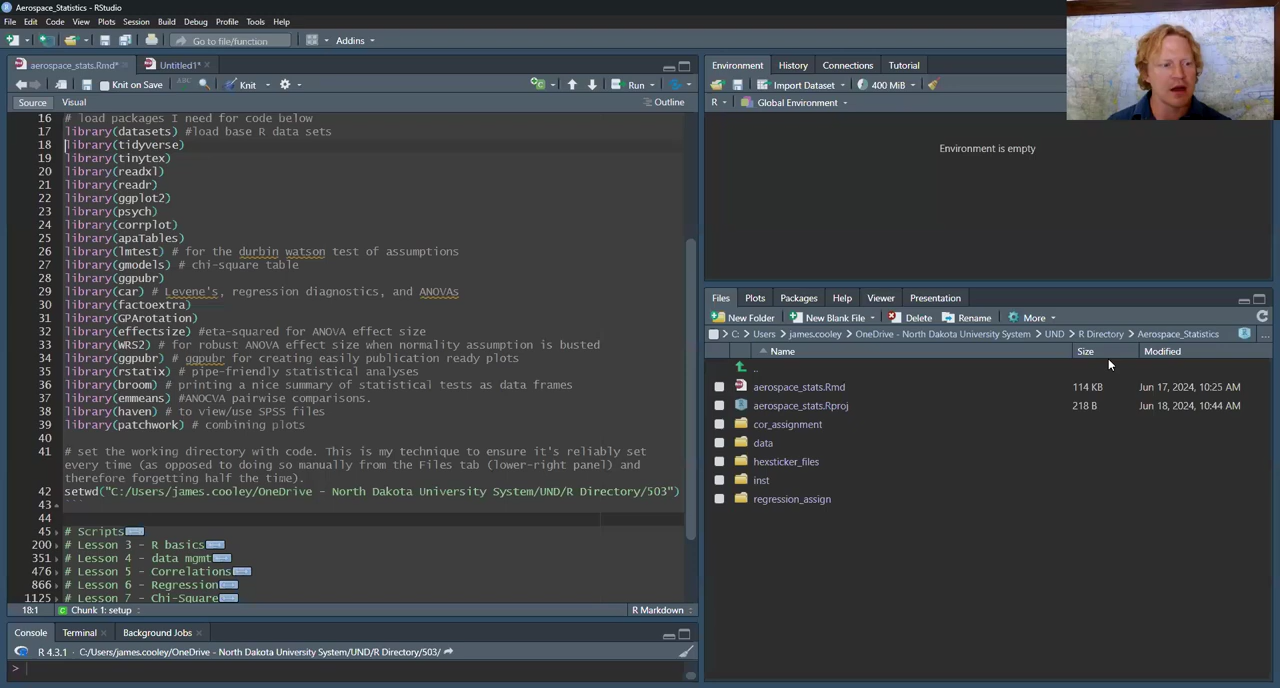 Aerospace_Statistics - RStudio
File Edit Code View Plots Session Build Debug Profile Tools Help
Go to file/function Addins
aerospace_stats.Rmd* Untitled1*
Knit on Save ABC Knit Run
Source Visual Outline
16 # load packages I need for code below
17 library(datasets) #load base R data sets
18 library(tidyverse)
19 library(tinytex)
20 library(readxl)
21 library(readr)
22 library(ggplot2)
23 library(psych)
24 library(corrplot)
25 library(apaTables)
26 library(lmtest) # for the durbin watson test of assumptions
27 library(gmodels) # chi-square table
28 library(ggpubr)
29 library(car) # Levene's, regression diagnostics, and ANOVAs
30 library(factoextra)
31 library(GPArotation)
32 library(effectsize) #eta-squared for ANOVA effect size
33 library(WRS2) # for robust ANOVA effect size when normality assumption is busted
34 library(ggpubr) # ggpubr for creating easily publication ready plots
35 library(rstatix) # pipe-friendly statistical analyses
36 library(broom) # printing a nice summary of statistical tests as data frames
37 library(emmeans) #ANOCVA pairwise comparisons.
38 library(haven) # to view/use SPSS files
39 library(patchwork) # combining plots
40
41 # set the working directory with code. This is my technique to ensure it's reliably set
every time (as opposed to doing so manually from the Files tab (lower-right panel) and
therefore forgetting half the time).
42 setwd("C:/Users/james.cooley/OneDrive - North Dakota University System/UND/R Directory/503")
43 ```
44
45 # Scripts
200 # Lesson 3 - R basics
351 # Lesson 4 - data mgmt
476 # Lesson 5 - Correlations
866 # Lesson 6 - Regression
1125 # Lesson 7 - Chi-Square
18:1 Chunk 1: setup R Markdown
Console Terminal Background Jobs
R 4.3.1 · C:/Users/james.cooley/OneDrive - North Dakota University System/UND/R Directory/503/
>
Environment History Connections Tutorial
Import Dataset 400 MiB
R Global Environment
Environment is empty
Files Plots Packages Help Viewer Presentation
New Folder New Blank File Delete Rename More
C: Users james.cooley OneDrive - North Dakota University System UND R Directory Aerospace_Statistics ...
Name Size Modified
..
aerospace_stats.Rmd 114 KB Jun 17, 2024, 10:25 AM
aerospace_stats.Rproj 218 B Jun 18, 2024, 10:44 AM
cor_assignment
data
hexsticker_files
inst
regression_assign